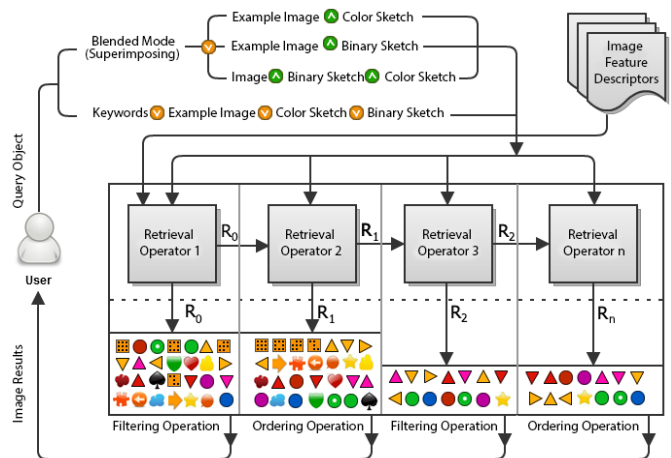 Example Image Color Sketch
Blended Mode
(Superimposing)
Example Image Binary Sketch
Image Binary Sketch Color Sketch
Keywords Example Image Color Sketch Binary Sketch
Image
Feature
Descriptors
Query Object
User
Image Results
Retrieval
Operator 1
R0
Retrieval
Operator 2
R1
Retrieval
Operator 3
R2
Retrieval
Operator n
R0
R1
R2
Rn
Filtering Operation
Ordering Operation
Filtering Operation
Ordering Operation